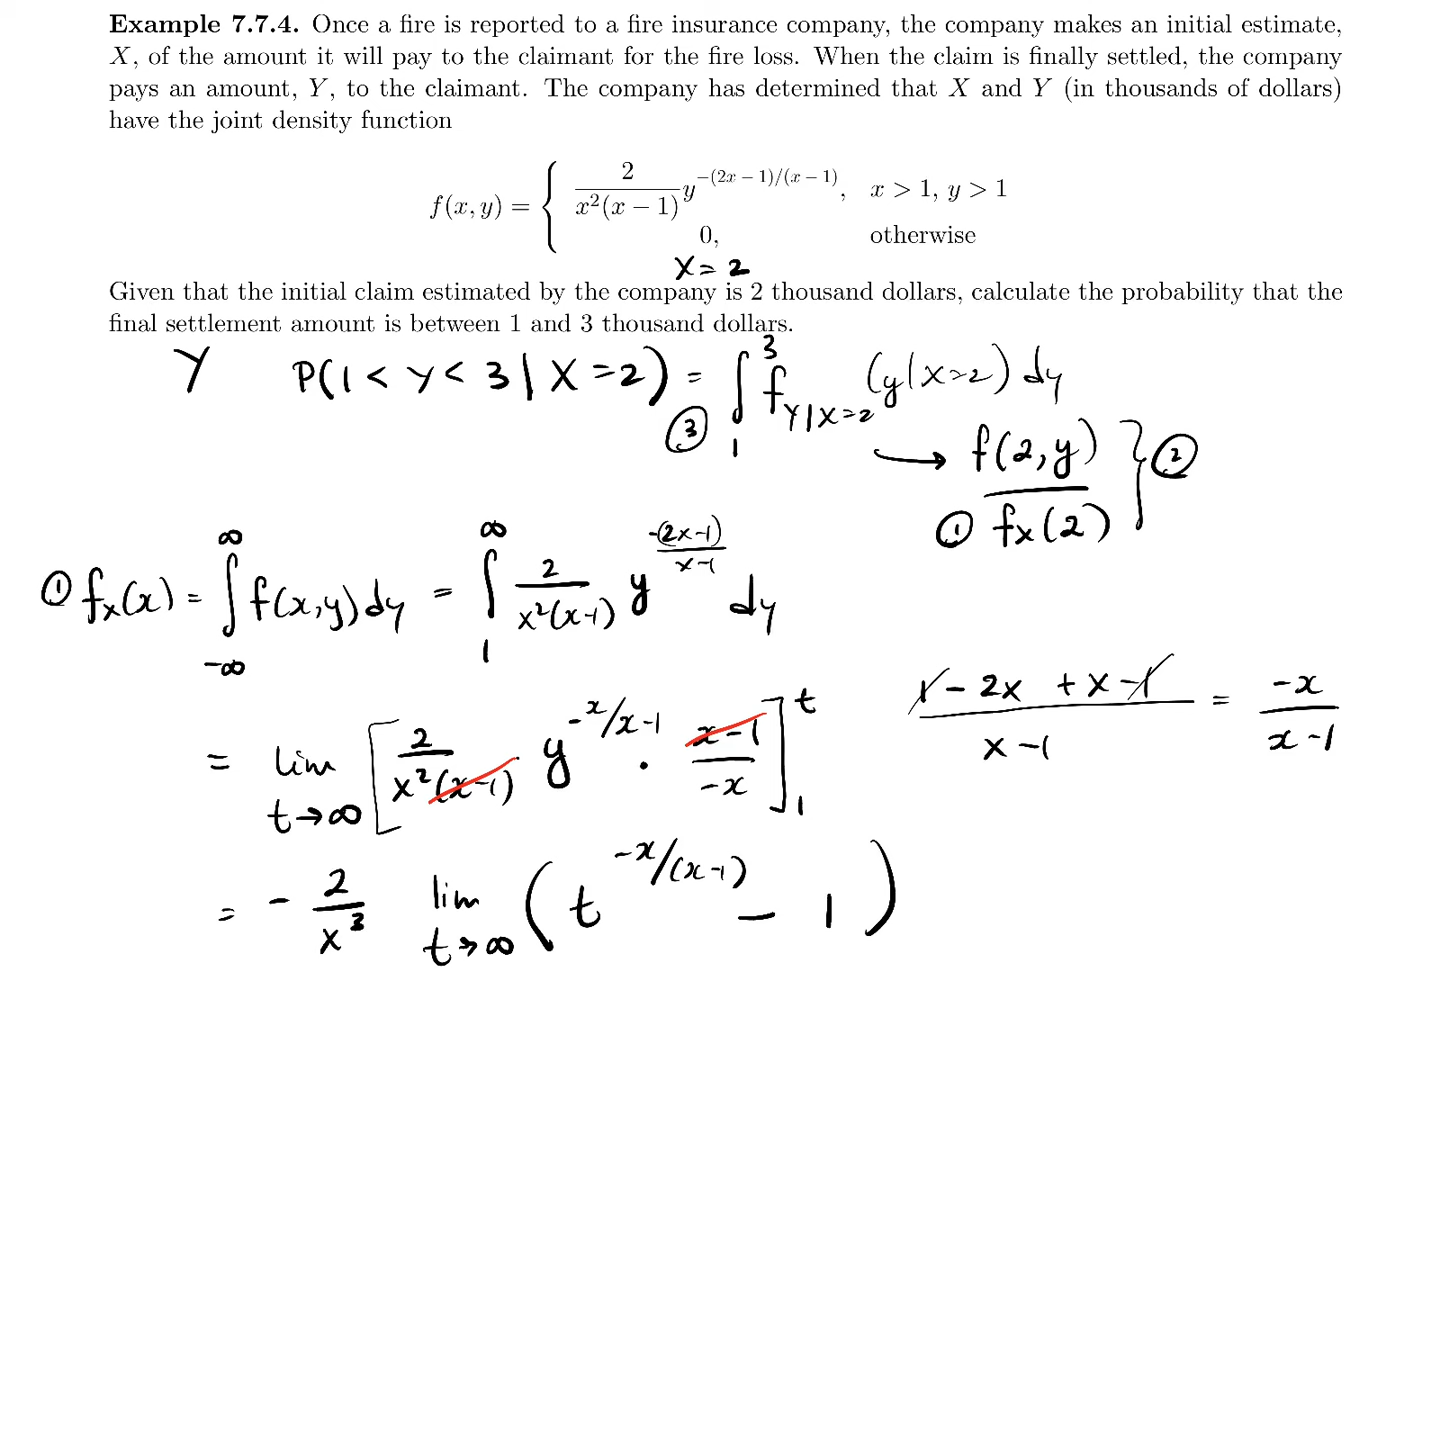 Example 7.7.4. Once a fire is reported to a fire insurance company, the company makes an initial estimate,
X, of the amount it will pay to the claimant for the fire loss. When the claim is finally settled, the company
pays an amount, Y, to the claimant. The company has determined that X and Y (in thousands of dollars)
have the joint density function
f(x, y) = { 2/(x²(x − 1)) y^(−(2x − 1)/(x − 1)), x > 1, y > 1
0, otherwise
X = 2
Given that the initial claim estimated by the company is 2 thousand dollars, calculate the probability that the
final settlement amount is between 1 and 3 thousand dollars.
Y P(1 < Y < 3 | X = 2) = ③ ∫₁³ f_{Y|X=2} (y|x=2) dy
→ f(2,y) } ②
① f_X(2)
① f_X(x) = ∫_{-∞}^{∞} f(x,y) dy = ∫_1^∞ 2/(x²(x-1)) y^(-(2x-1)/(x-1)) dy
= lim t→∞ [ 2/(x²(x-1)) y^(-x/x-1) · (x-1)/(-x) ]_1^t (1 - 2x + x - 1)/(x-1) = -x/(x-1)
= - 2/x³ lim t→∞ ( t^(-x/(x-1)) - 1 )